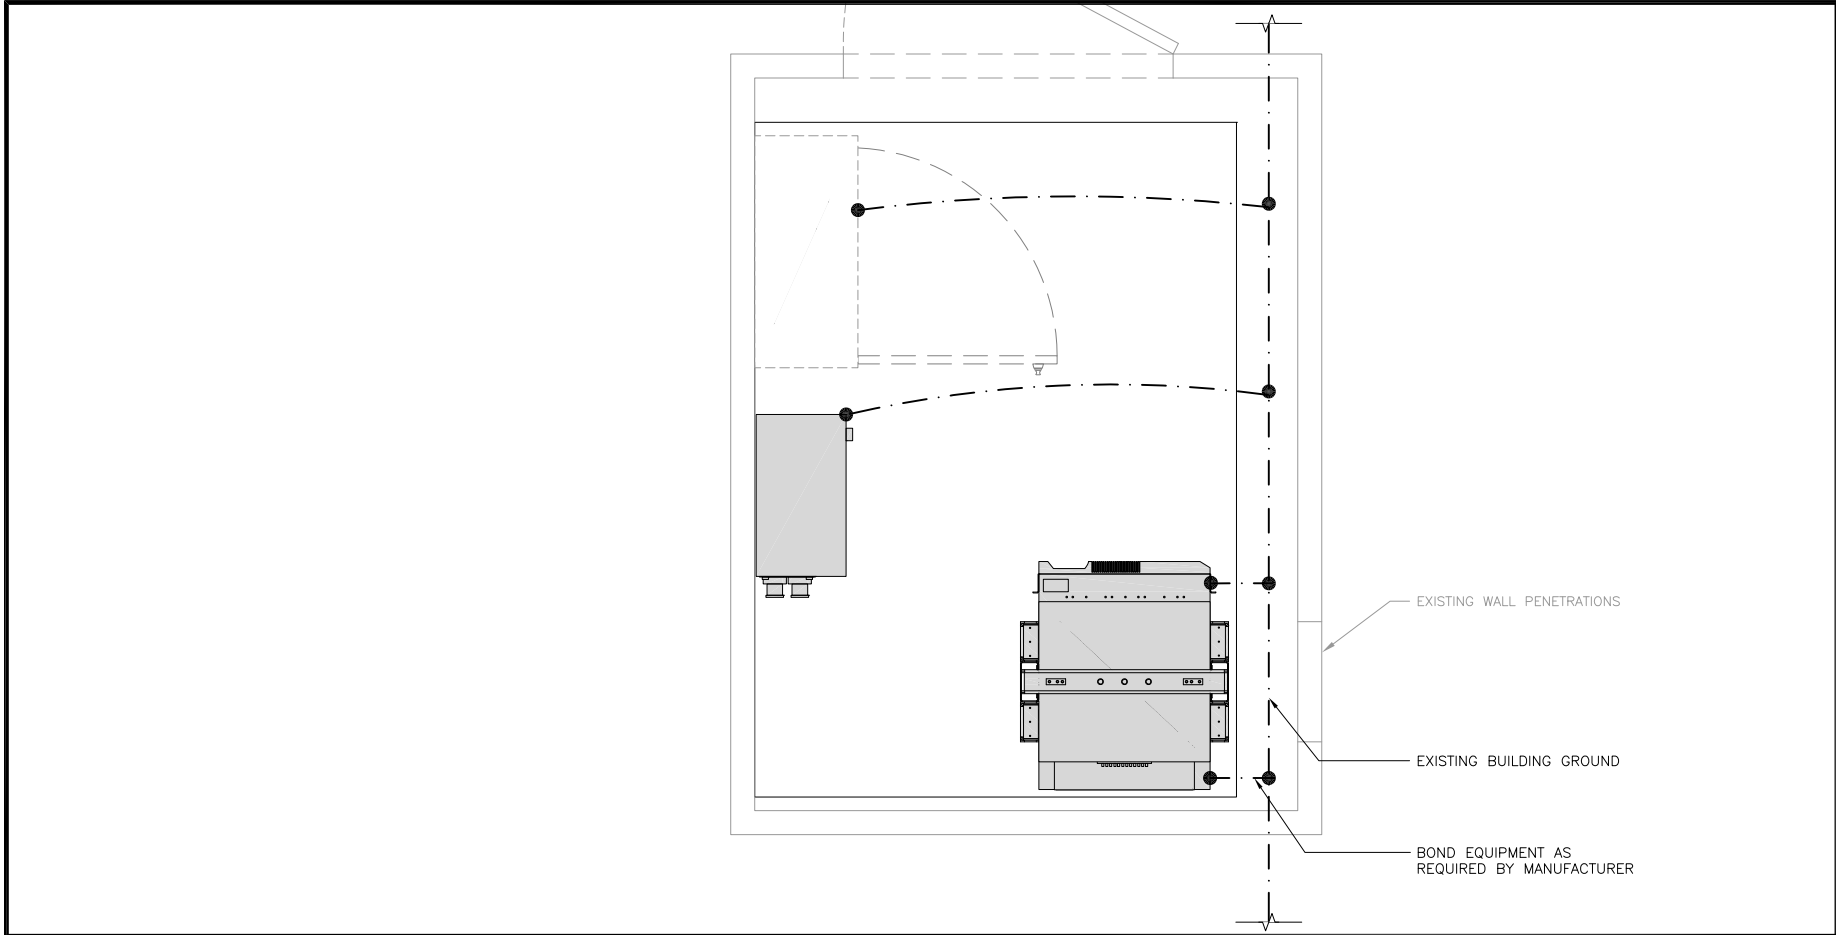 EXISTING WALL PENETRATIONS
EXISTING BUILDING GROUND
BOND EQUIPMENT AS
REQUIRED BY MANUFACTURER